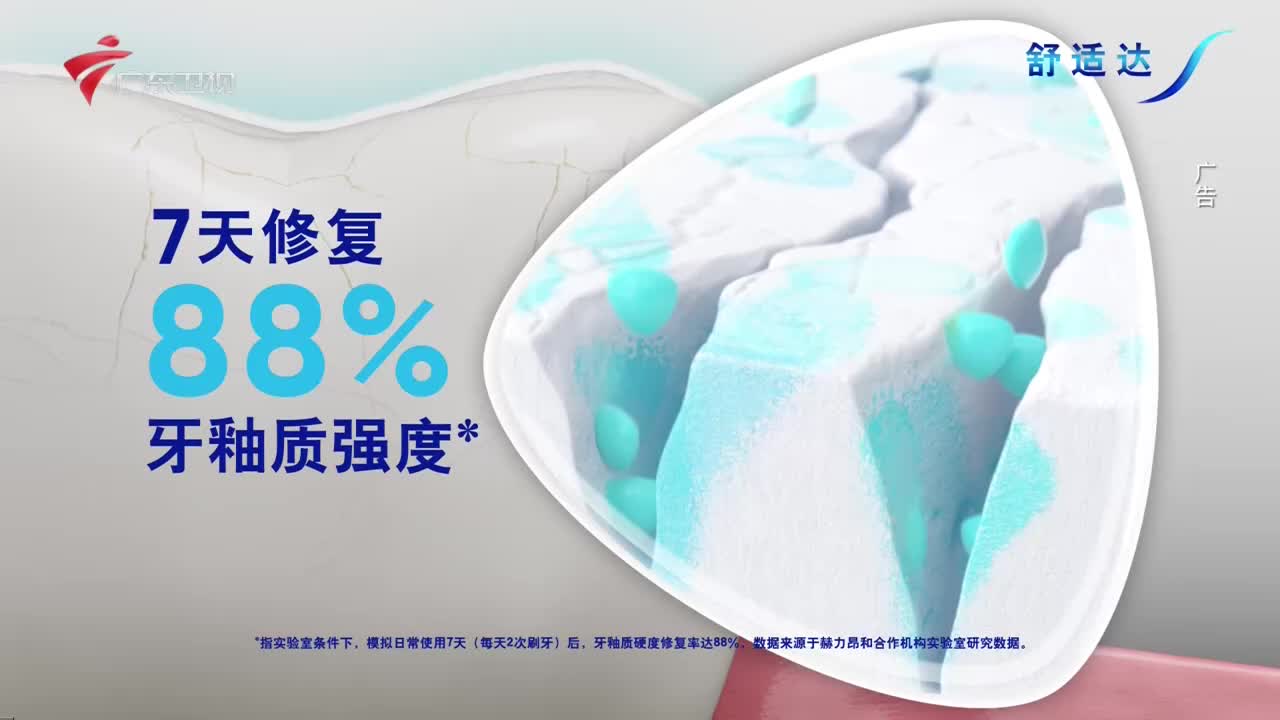 广东卫视
舒适达
广告
7天修复
88%
牙釉质强度*
*指实验室条件下，模拟日常使用7天（每天2次刷牙）后，牙釉质硬度修复率达88%，数据来源于赫力昂和合作机构实验室研究数据。